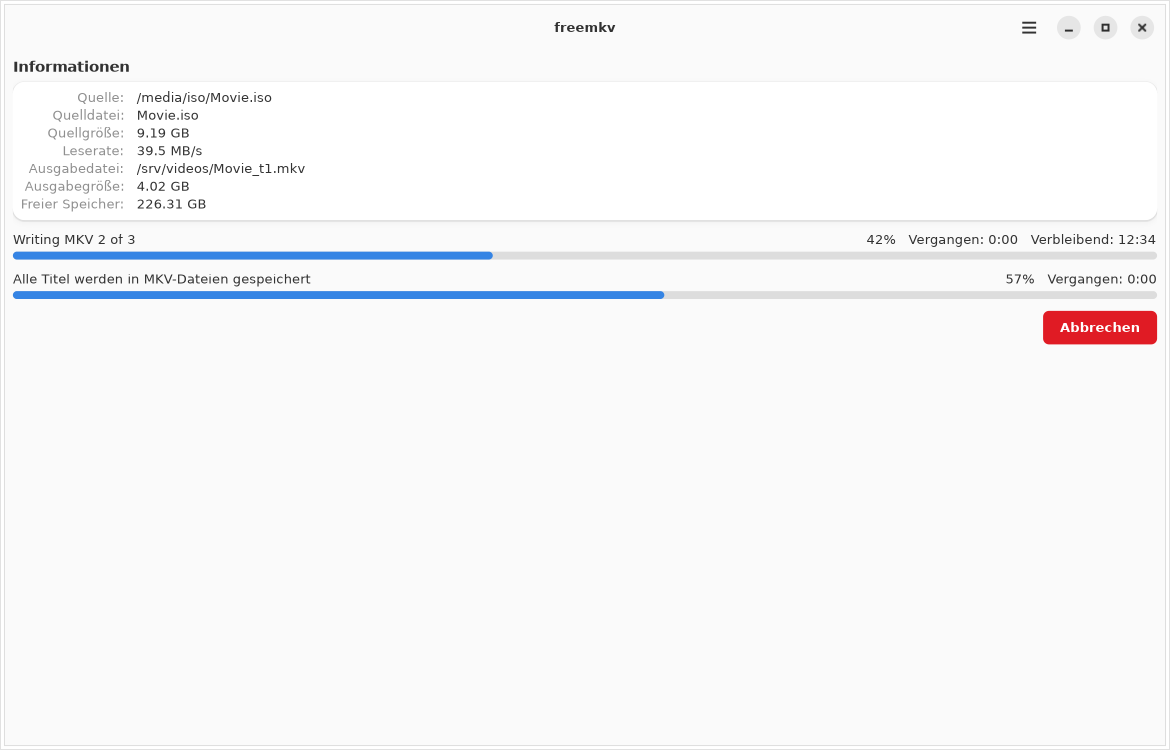 freemkv
Informationen
Quelle: /media/iso/Movie.iso
Quelldatei: Movie.iso
Quellgröße: 9.19 GB
Leserate: 39.5 MB/s
Ausgabedatei: /srv/videos/Movie_t1.mkv
Ausgabegröße: 4.02 GB
Freier Speicher: 226.31 GB
Writing MKV 2 of 3 42% Vergangen: 0:00 Verbleibend: 12:34
Alle Titel werden in MKV-Dateien gespeichert 57% Vergangen: 0:00
Abbrechen